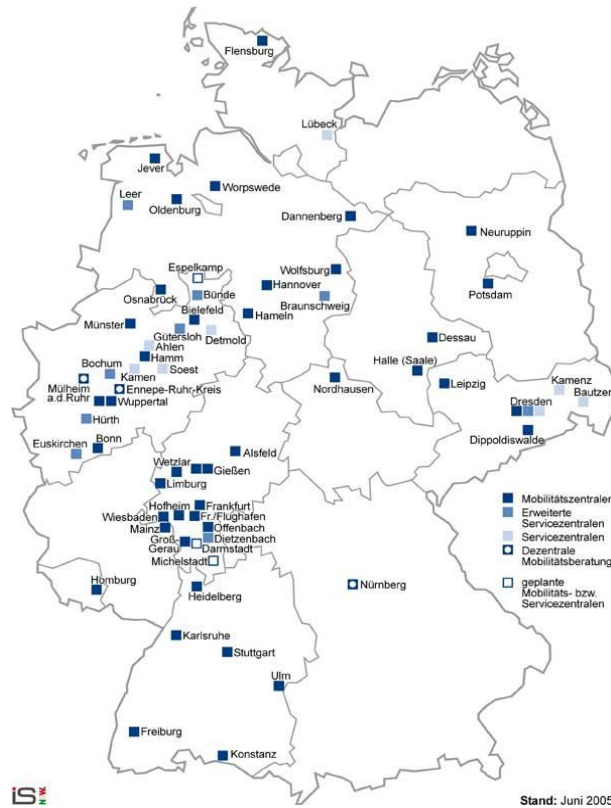 Flensburg
Lübeck
Jever
Worpswede
Leer
Oldenburg
Dannenberg
Neuruppin
Espelkamp
Wolfsburg
Hannover
Osnabrück
Bünde
Braunschweig
Potsdam
Bielefeld
Hameln
Münster
Gütersloh
Detmold
Ahlen
Dessau
Bochum
Hamm
Halle (Saale)
Kamen
Soest
Leipzig
Kamenz
Mülheim
a.d.Ruhr
Ennepe-Ruhr-Kreis
Nordhausen
Bautzen
Wuppertal
Dresden
Hürth
Dippoldiswalde
Euskirchen
Bonn
Alsfeld
Wetzlar
Gießen
Limburg
Hofheim
Frankfurt
Wiesbaden
Fr./Flughafen
Mainz
Offenbach
Groß-
Gerau
Dietzenbach
Darmstadt
Michelstadt
Homburg
Heidelberg
Nürnberg
Karlsruhe
Stuttgart
Ulm
Freiburg
Konstanz
Mobilitätszentralen
Erweiterte
Servicezentralen
Servicezentralen
Dezentrale
Mobilitätsberatung
geplante
Mobilitäts- bzw.
Servicezentralen
iS
NW.
Stand: Juni 2005